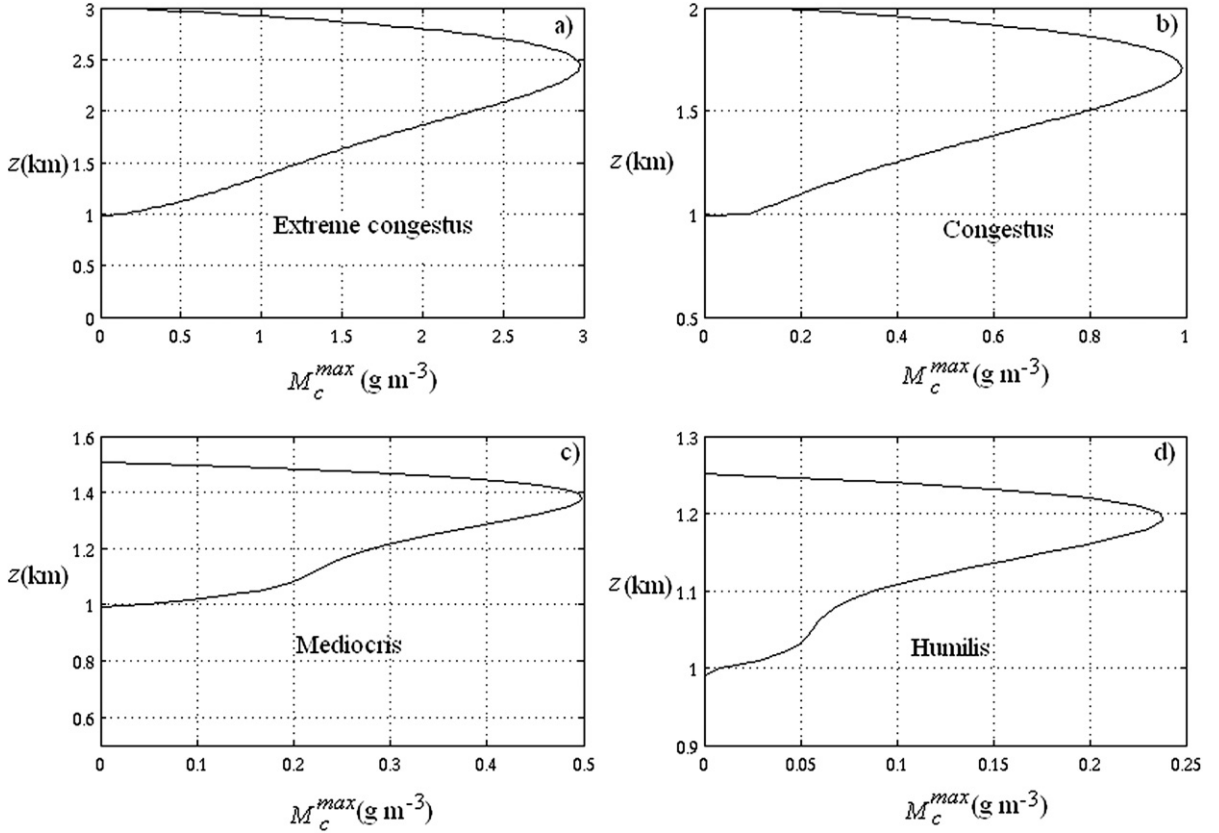 a)
3
2.5
2
1.5
1
0.5
0
z(km)
Extreme congestus
0 0.5 1 1.5 2 2.5 3
M_c^max (g m^-3)
b)
2
1.5
1
0.5
z(km)
Congestus
0 0.2 0.4 0.6 0.8 1
M_c^max (g m^-3)
c)
1.6
1.4
1.2
1
0.8
0.6
z(km)
Mediocris
0 0.1 0.2 0.3 0.4 0.5
M_c^max (g m^-3)
d)
1.3
1.2
1.1
1
0.9
z(km)
Humilis
0 0.05 0.1 0.15 0.2 0.25
M_c^max (g m^-3)